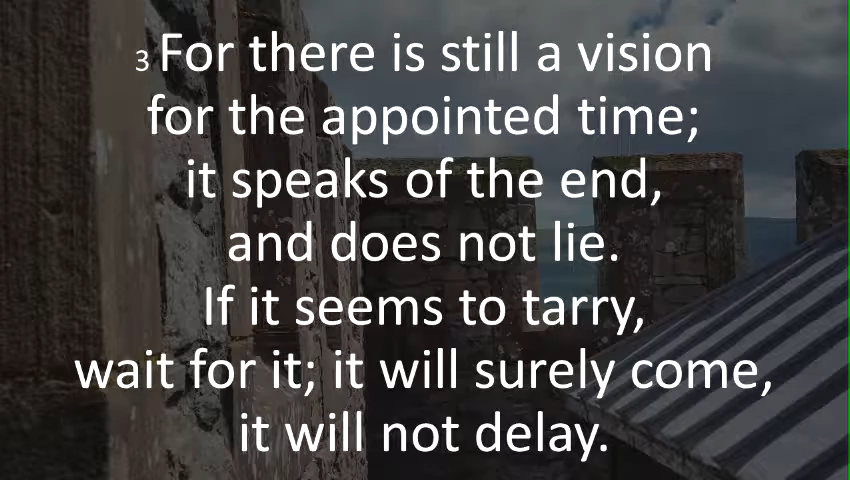 3 For there is still a vision
for the appointed time;
it speaks of the end,
and does not lie.
If it seems to tarry,
wait for it; it will surely come,
it will not delay.